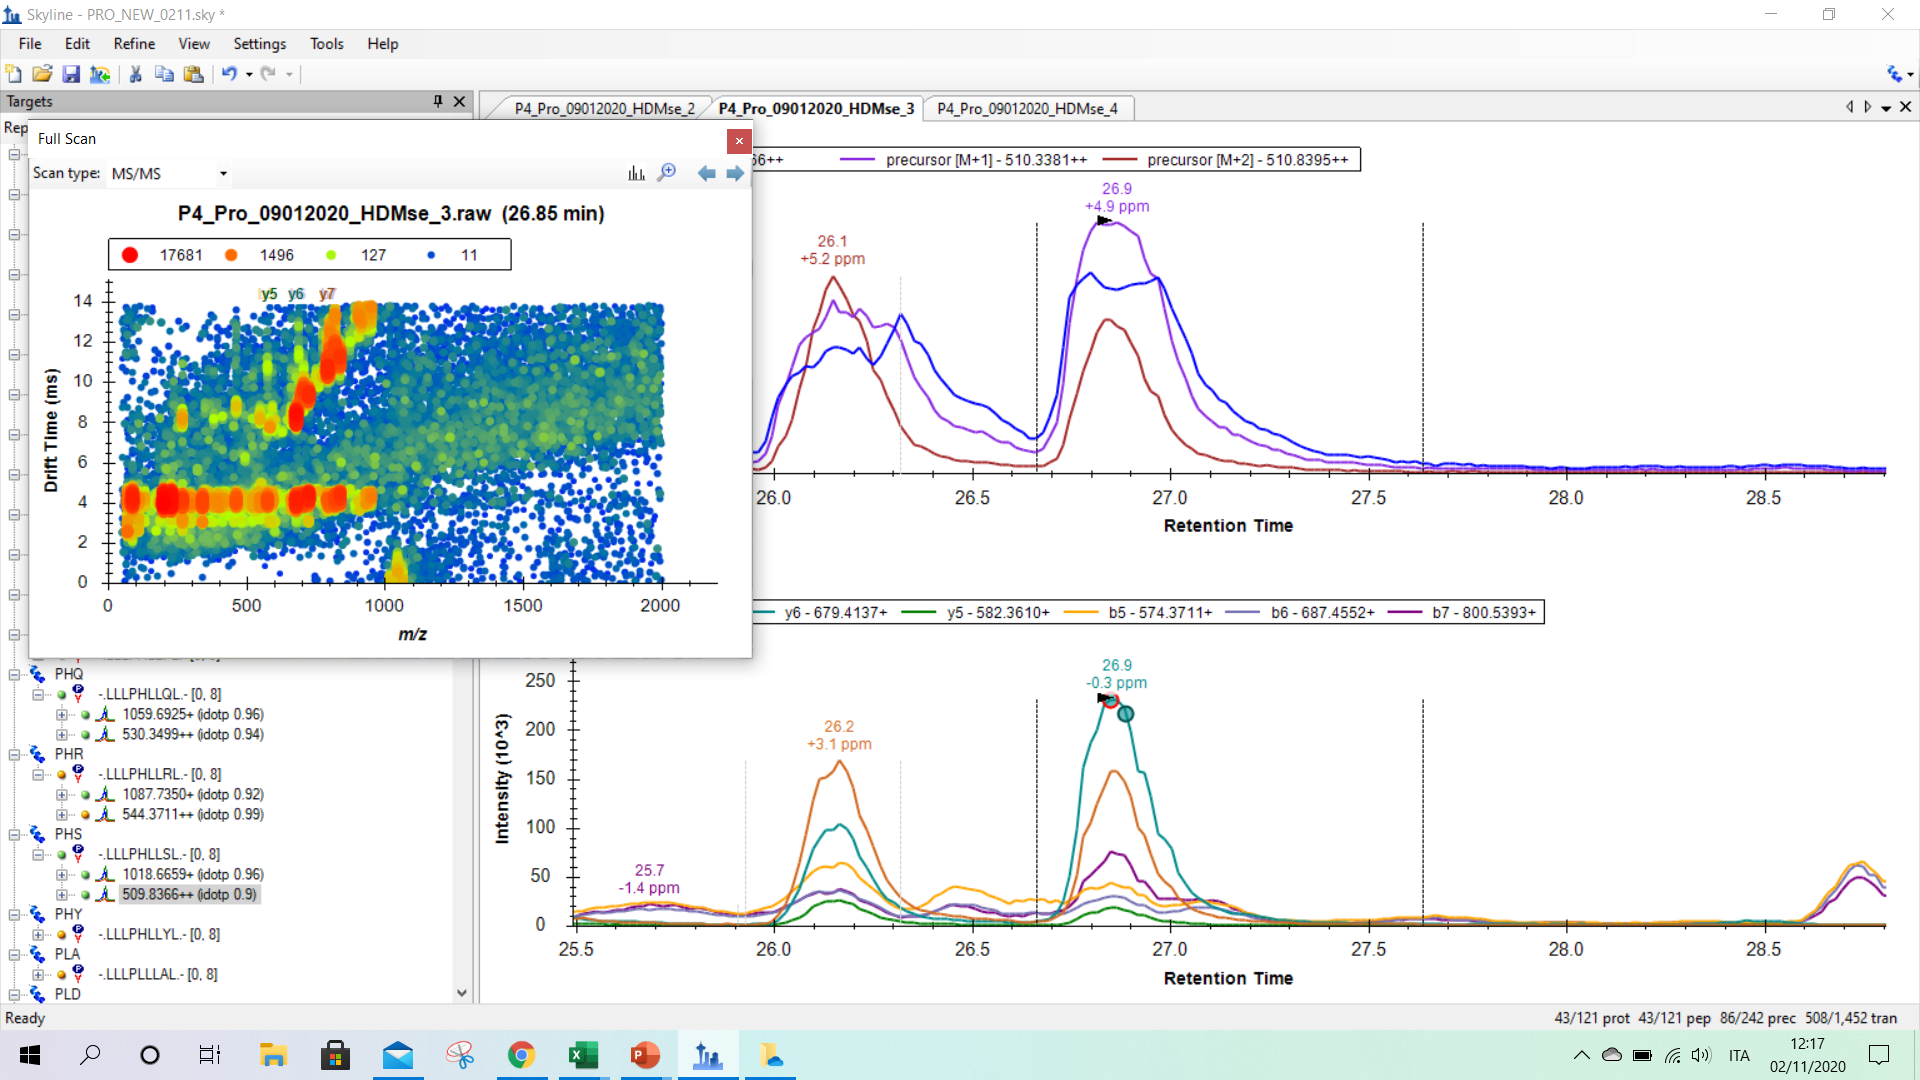 Skyline - PRO_NEW_0211.sky *
File Edit Refine View Settings Tools Help
Targets
Rep
P4_Pro_09012020_HDMse_2 P4_Pro_09012020_HDMse_3 P4_Pro_09012020_HDMse_4
Full Scan
Scan type: MS/MS
P4_Pro_09012020_HDMse_3.raw (26.85 min)
17681 1496 127 11
y5 y6 y7
14
12
10
8
6
4
2
0
Drift Time (ms)
0 500 1000 1500 2000
m/z
66++ precursor [M+1] - 510.3381++ precursor [M+2] - 510.8395++
26.9
+4.9 ppm
26.1
+5.2 ppm
26.0 26.5 27.0 27.5 28.0 28.5
Retention Time
y6 - 679.4137+ y5 - 582.3610+ b5 - 574.3711+ b6 - 687.4552+ b7 - 800.5393+
26.9
-0.3 ppm
26.2
+3.1 ppm
25.7
-1.4 ppm
250
200
150
100
50
0
Intensity (10^3)
25.5 26.0 26.5 27.0 27.5 28.0 28.5
Retention Time
PHQ
-.LLLPHLLQL.- [0, 8]
1059.6925+ (idotp 0.96)
530.3499++ (idotp 0.94)
PHR
-.LLLPHLLRL.- [0, 8]
1087.7350+ (idotp 0.92)
544.3711++ (idotp 0.99)
PHS
-.LLLPHLLSL.- [0, 8]
1018.6659+ (idotp 0.96)
509.8366++ (idotp 0.9)
PHY
-.LLLPHLLYL.- [0, 8]
PLA
-.LLLPLLLAL.- [0, 8]
PLD
Ready
43/121 prot 43/121 pep 86/242 prec 508/1,452 tran
ITA
12:17
02/11/2020